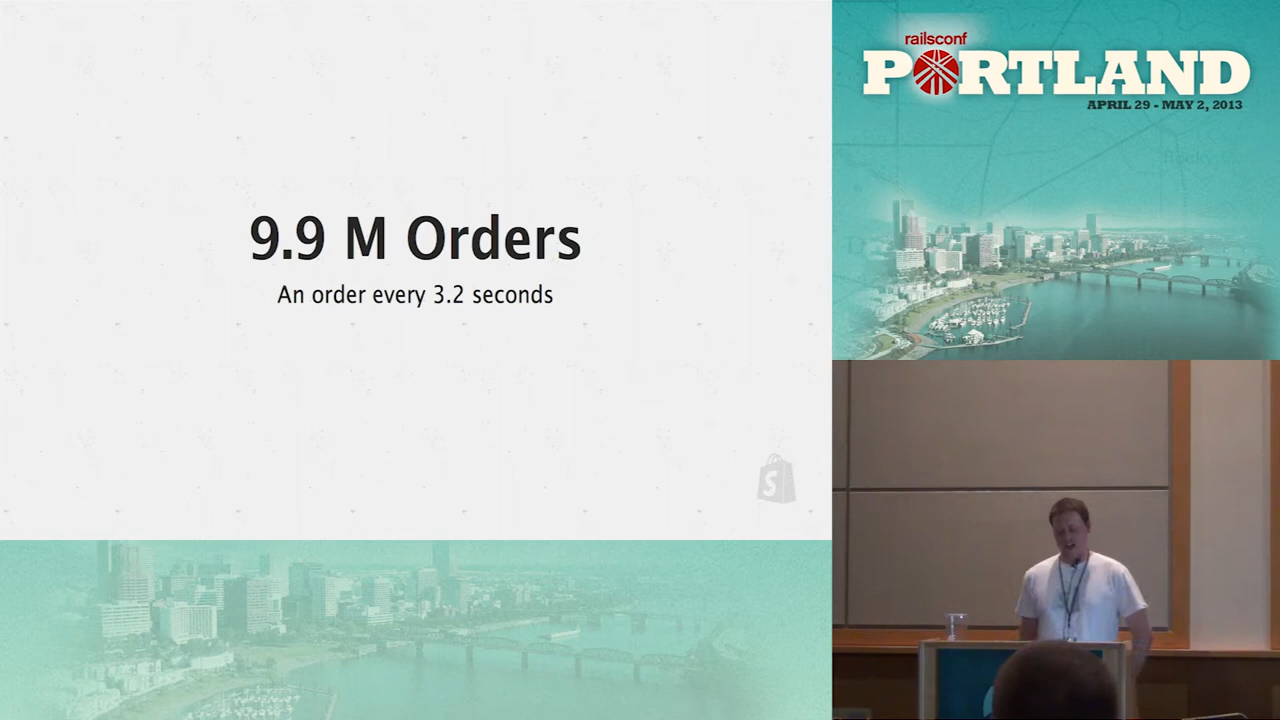 9.9 M Orders
An order every 3.2 seconds
S
railsconf
PORTLAND
APRIL 29 - MAY 2, 2013